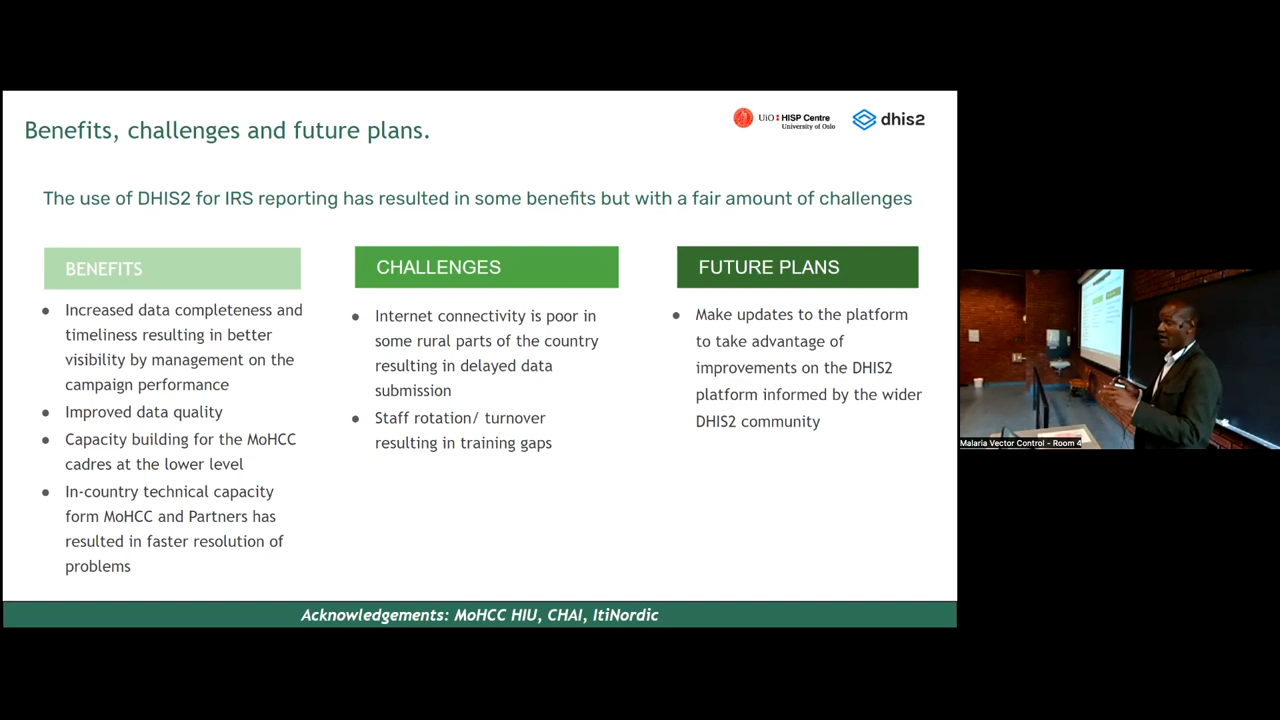 Benefits, challenges and future plans.
UiO HISP Centre
University of Oslo
dhis2
The use of DHIS2 for IRS reporting has resulted in some benefits but with a fair amount of challenges
BENEFITS
● Increased data completeness and
timeliness resulting in better
visibility by management on the
campaign performance
● Improved data quality
● Capacity building for the MoHCC
cadres at the lower level
● In-country technical capacity
form MoHCC and Partners has
resulted in faster resolution of
problems
CHALLENGES
● Internet connectivity is poor in
some rural parts of the country
resulting in delayed data
submission
● Staff rotation/ turnover
resulting in training gaps
FUTURE PLANS
● Make updates to the platform
to take advantage of
improvements on the DHIS2
platform informed by the wider
DHIS2 community
Acknowledgements: MoHCC HIU, CHAI, ItiNordic
Malaria Vector Control - Room 4